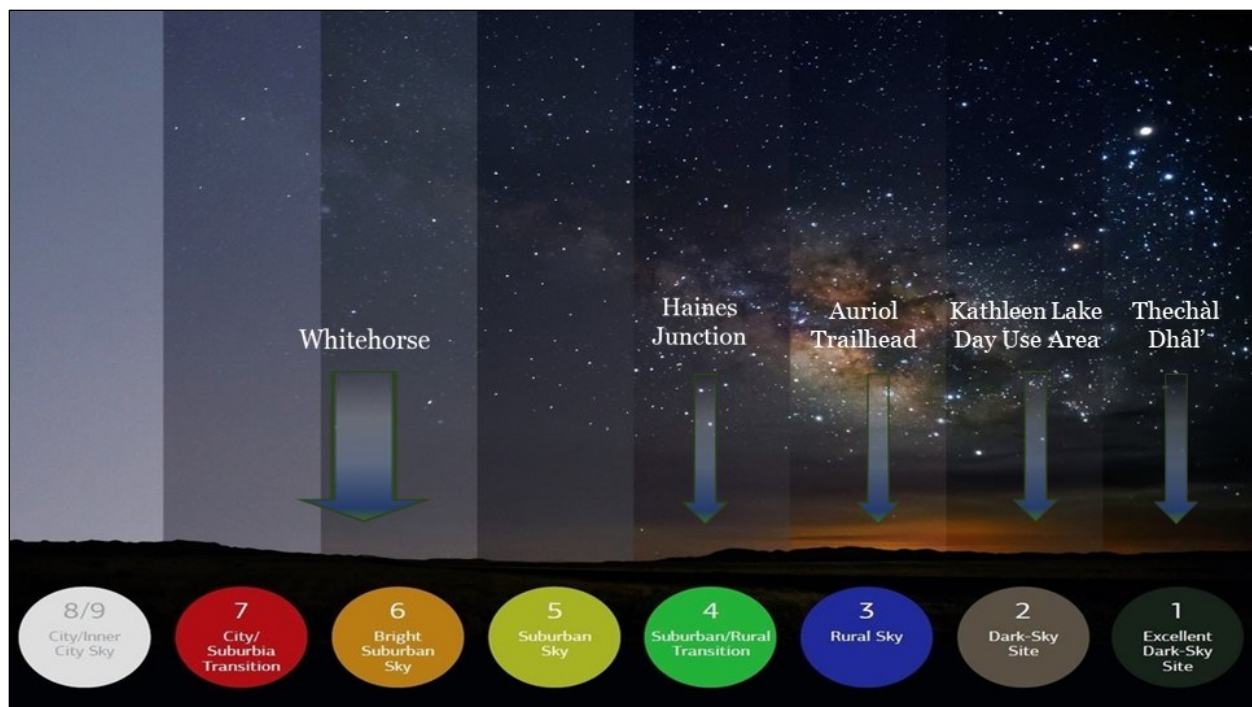 Whitehorse
Haines
Junction
Auriol
Trailhead
Kathleen Lake
Day Use Area
Thechàl
Dhâl’
8/9
City/Inner
City Sky
7
City/
Suburbia
Transition
6
Bright
Suburban
Sky
5
Suburban
Sky
4
Suburban/Rural
Transition
3
Rural Sky
2
Dark-Sky
Site
1
Excellent
Dark-Sky
Site